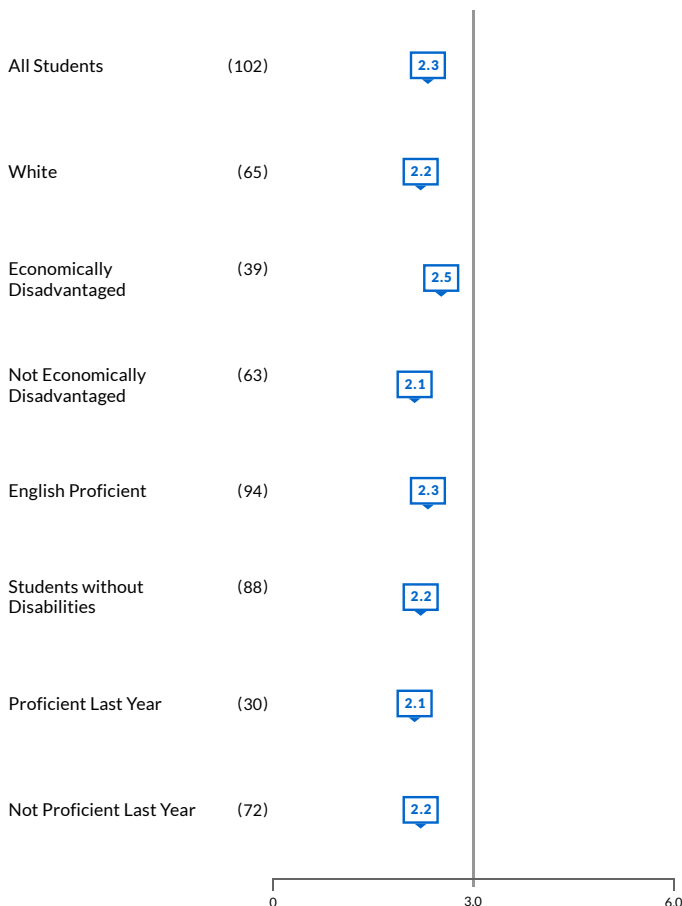 All Students (102) 2.3
White (65) 2.2
Economically (39) 2.5
Disadvantaged
Not Economically (63) 2.1
Disadvantaged
English Proficient (94) 2.3
Students without (88) 2.2
Disabilities
Proficient Last Year (30) 2.1
Not Proficient Last Year (72) 2.2
0 3.0 6.0